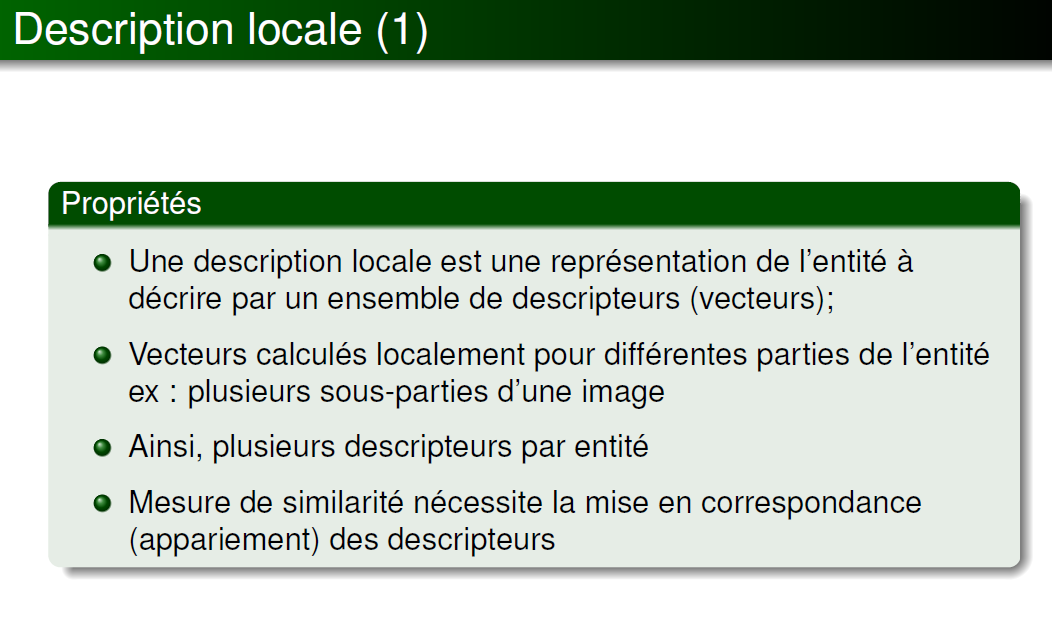 Description locale (1)
Propriétés
Une description locale est une représentation de l'entité à
décrire par un ensemble de descripteurs (vecteurs);
Vecteurs calculés localement pour différentes parties de l'entité
ex : plusieurs sous-parties d'une image
Ainsi, plusieurs descripteurs par entité
Mesure de similarité nécessite la mise en correspondance
(appariement) des descripteurs